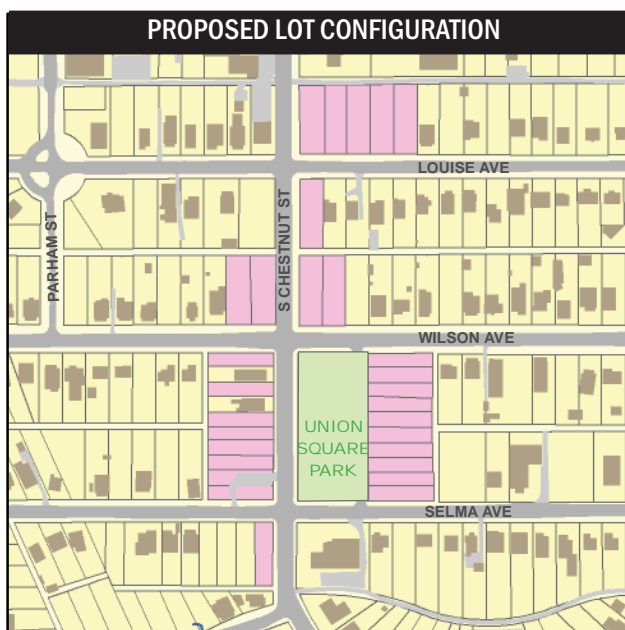 PROPOSED LOT CONFIGURATION
LOUISE AVE
PARHAM ST
S CHESTNUT ST
WILSON AVE
UNION
SQUARE
PARK
SELMA AVE